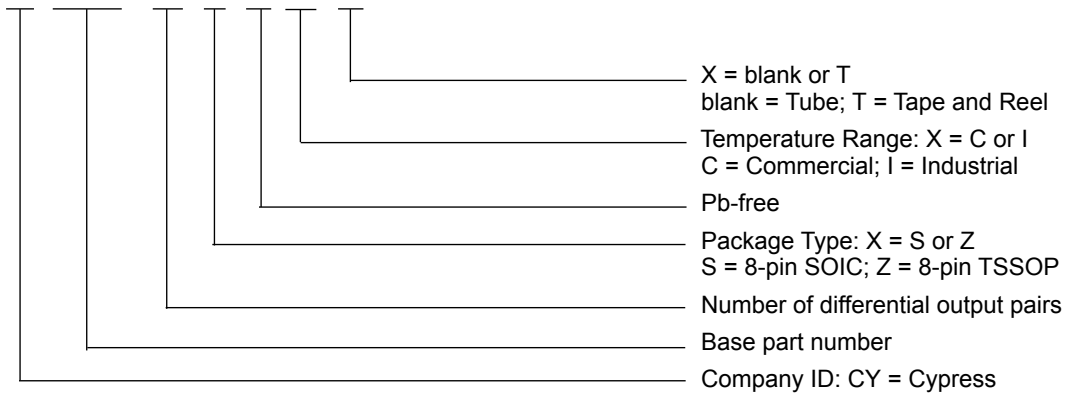 X = blank or T
blank = Tube; T = Tape and Reel
Temperature Range: X = C or I
C = Commercial; I = Industrial
Pb-free
Package Type: X = S or Z
S = 8-pin SOIC; Z = 8-pin TSSOP
Number of differential output pairs
Base part number
Company ID: CY = Cypress